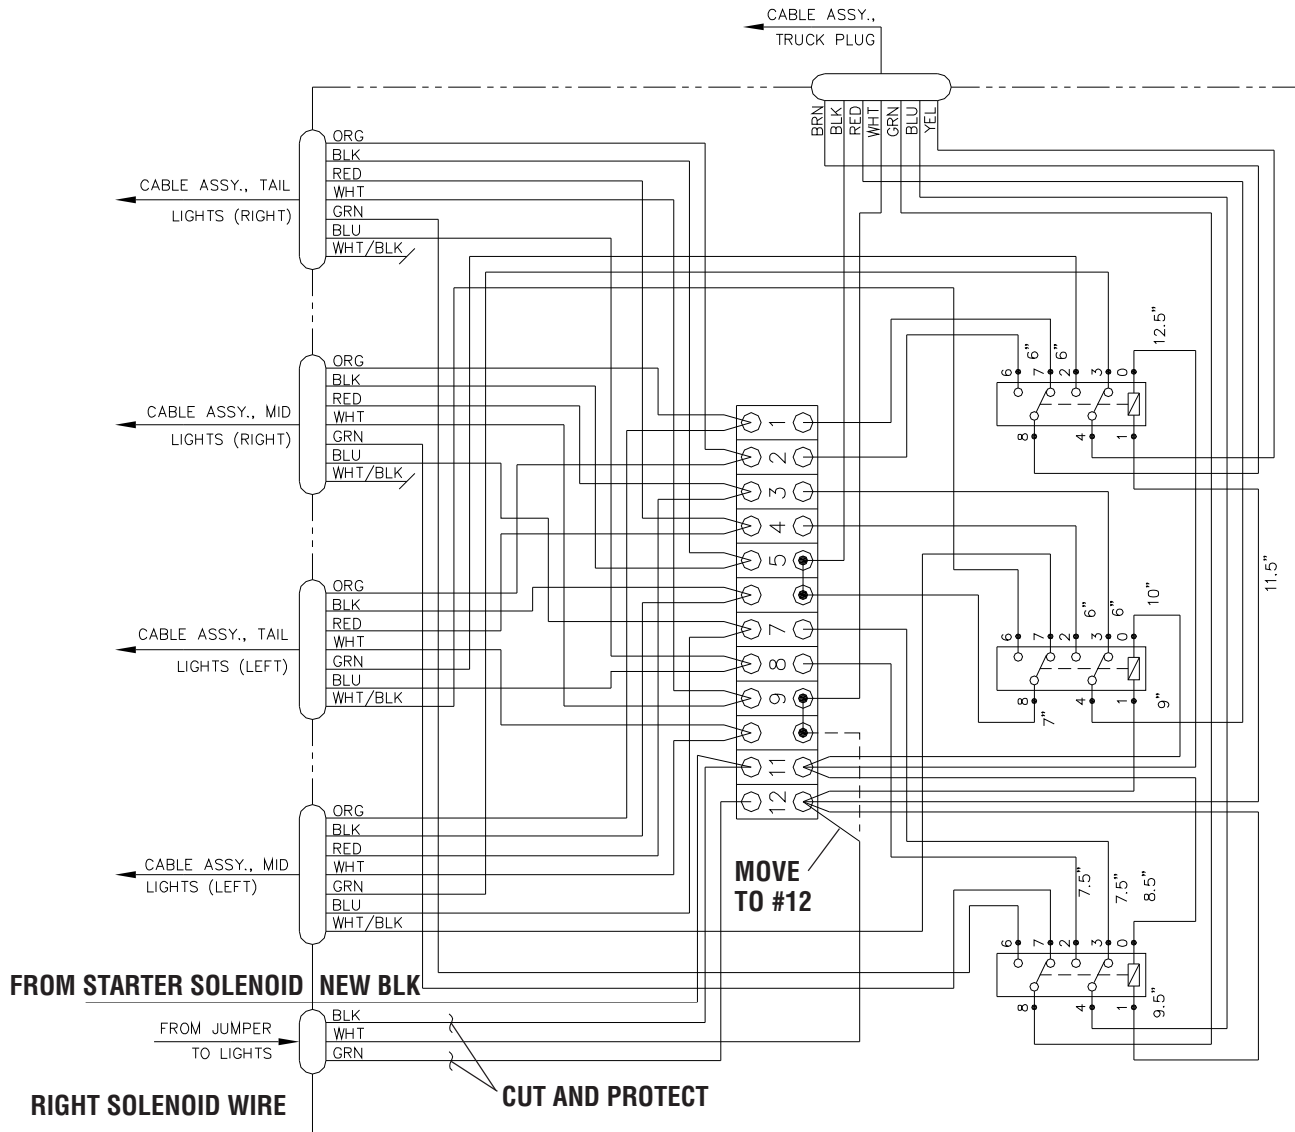 CABLE ASSY.,
TRUCK PLUG
BRN
BLK
RED
WHT
GRN
BLU
YEL
ORG
BLK
RED
WHT
GRN
BLU
WHT/BLK
CABLE ASSY., TAIL
LIGHTS (RIGHT)
ORG
BLK
RED
WHT
GRN
BLU
WHT/BLK
CABLE ASSY., MID
LIGHTS (RIGHT)
ORG
BLK
RED
WHT
GRN
BLU
WHT/BLK
CABLE ASSY., TAIL
LIGHTS (LEFT)
ORG
BLK
RED
WHT
GRN
BLU
WHT/BLK
CABLE ASSY., MID
LIGHTS (LEFT)
1
2
3
4
5
7
8
9
11
12
12.5"
6"
6"
6
7
2
3
0
8
4
1
11.5"
10"
6"
6"
6
7
2
3
0
8
4
1
7"
9"
MOVE
TO #12
7.5"
7.5"
8.5"
6
7
2
3
0
8
4
1
9.5"
FROM STARTER SOLENOID NEW BLK
BLK
WHT
GRN
FROM JUMPER
TO LIGHTS
CUT AND PROTECT
RIGHT SOLENOID WIRE